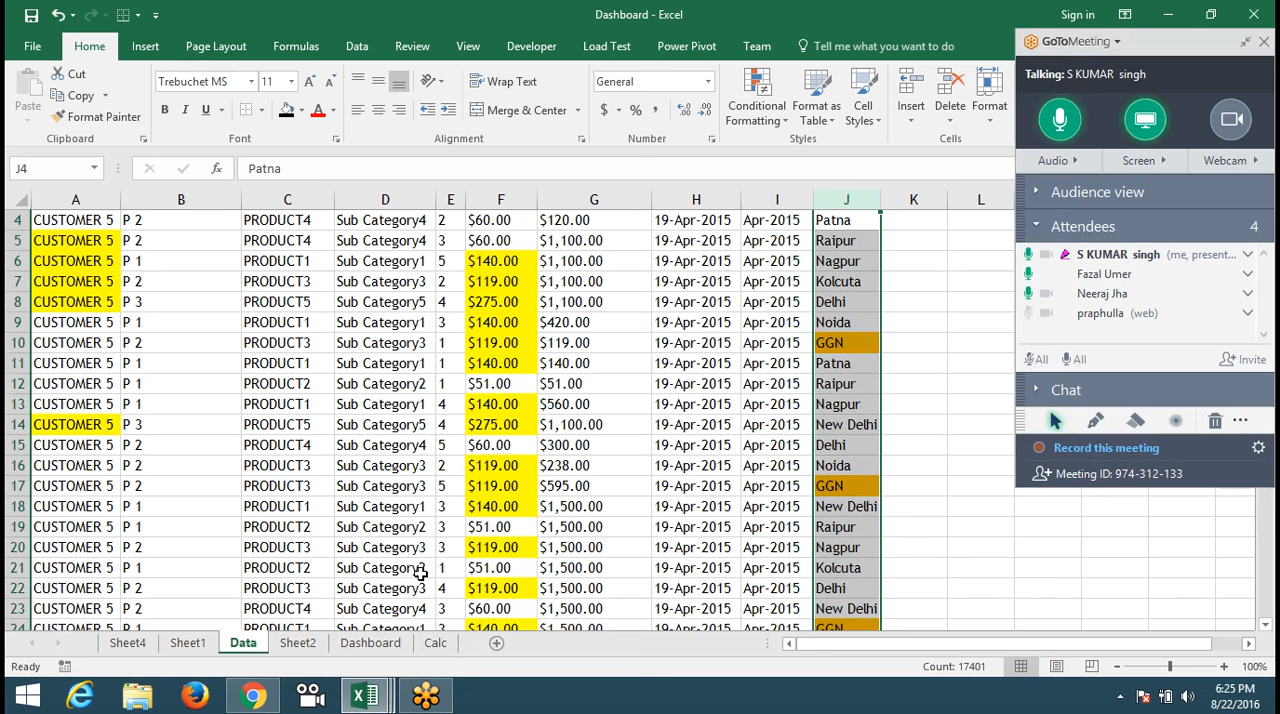 Dashboard - Excel
Sign in
File Home Insert Page Layout Formulas Data Review View Developer Load Test Power Pivot Team Tell me what you want to do
Paste
Cut
Copy
Format Painter
Clipboard
Trebuchet MS 11
B I U
Font
Wrap Text
Merge & Center
Alignment
General
$ % ,
Number
Conditional Formatting
Format as Table
Cell Styles
Styles
Insert Delete Format
Cells
J4 fx Patna
A B C D E F G H I J K L
4 CUSTOMER 5 P 2 PRODUCT4 Sub Category4 2 $60.00 $120.00 19-Apr-2015 Apr-2015 Patna
5 CUSTOMER 5 P 2 PRODUCT4 Sub Category4 3 $60.00 $1,100.00 19-Apr-2015 Apr-2015 Raipur
6 CUSTOMER 5 P 1 PRODUCT1 Sub Category1 5 $140.00 $1,100.00 19-Apr-2015 Apr-2015 Nagpur
7 CUSTOMER 5 P 2 PRODUCT3 Sub Category3 2 $119.00 $1,100.00 19-Apr-2015 Apr-2015 Kolcuta
8 CUSTOMER 5 P 3 PRODUCT5 Sub Category5 4 $275.00 $1,100.00 19-Apr-2015 Apr-2015 Delhi
9 CUSTOMER 5 P 1 PRODUCT1 Sub Category1 3 $140.00 $420.00 19-Apr-2015 Apr-2015 Noida
10 CUSTOMER 5 P 2 PRODUCT3 Sub Category3 1 $119.00 $119.00 19-Apr-2015 Apr-2015 GGN
11 CUSTOMER 5 P 1 PRODUCT1 Sub Category1 1 $140.00 $140.00 19-Apr-2015 Apr-2015 Patna
12 CUSTOMER 5 P 1 PRODUCT2 Sub Category2 1 $51.00 $51.00 19-Apr-2015 Apr-2015 Raipur
13 CUSTOMER 5 P 1 PRODUCT1 Sub Category1 4 $140.00 $560.00 19-Apr-2015 Apr-2015 Nagpur
14 CUSTOMER 5 P 3 PRODUCT5 Sub Category5 4 $275.00 $1,100.00 19-Apr-2015 Apr-2015 New Delhi
15 CUSTOMER 5 P 2 PRODUCT4 Sub Category4 5 $60.00 $300.00 19-Apr-2015 Apr-2015 Delhi
16 CUSTOMER 5 P 2 PRODUCT3 Sub Category3 2 $119.00 $238.00 19-Apr-2015 Apr-2015 Noida
17 CUSTOMER 5 P 2 PRODUCT3 Sub Category3 5 $119.00 $595.00 19-Apr-2015 Apr-2015 GGN
18 CUSTOMER 5 P 1 PRODUCT1 Sub Category1 3 $140.00 $1,500.00 19-Apr-2015 Apr-2015 New Delhi
19 CUSTOMER 5 P 1 PRODUCT2 Sub Category2 3 $51.00 $1,500.00 19-Apr-2015 Apr-2015 Raipur
20 CUSTOMER 5 P 2 PRODUCT3 Sub Category3 3 $119.00 $1,500.00 19-Apr-2015 Apr-2015 Nagpur
21 CUSTOMER 5 P 1 PRODUCT2 Sub 1 $51.00 $1,500.00 19-Apr-2015 Apr-2015 Kolcuta
22 CUSTOMER 5 P 2 PRODUCT3 Sub Category3 4 $119.00 $1,500.00 19-Apr-2015 Apr-2015 Delhi
23 CUSTOMER 5 P 2 PRODUCT4 Sub Category4 3 $60.00 $1,500.00 19-Apr-2015 Apr-2015 New Delhi
24 CUSTOMER 5 P 1 PRODUCT1 Sub Category1 3 $140.00 $1,500.00 19-Apr-2015 Apr-2015 GGN
Sheet4 Sheet1 Data Sheet2 Dashboard Calc
Ready Count: 17401 100%
6:25 PM
8/22/2016
GoToMeeting
Talking: S KUMAR singh
Audio Screen Webcam
Audience view
Attendees 4
S KUMAR singh (me, present...
Fazal Umer
Neeraj Jha
praphulla (web)
All All Invite
Chat
Record this meeting
Meeting ID: 974-312-133